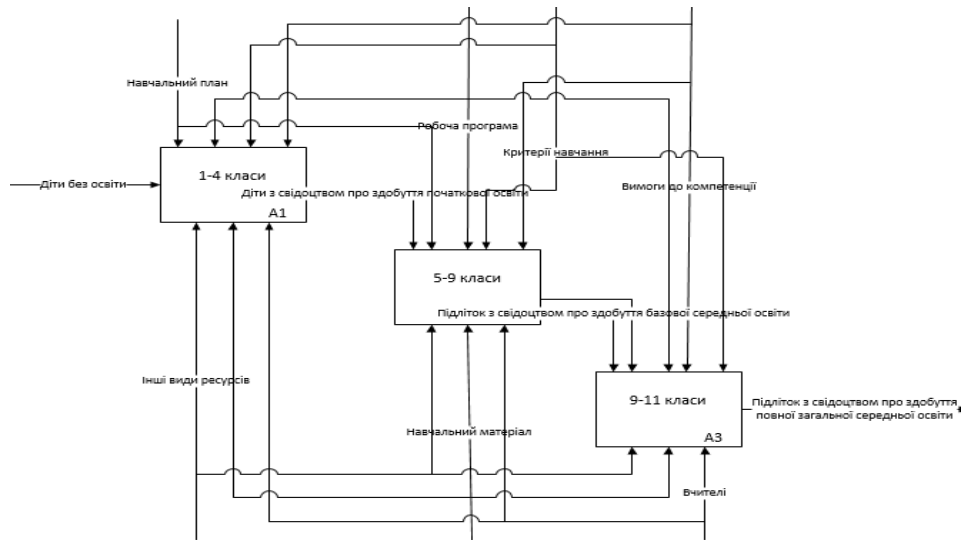 Навчальний план
Робоча програма
Критерії навчання
1-4 класи
Діти без освіти
Вимоги до компетенції
Діти з свідоцтвом про здобуття початкової освіти
А1
5-9 класи
Підліток з свідоцтвом про здобуття базової середньої освіти
Інші види ресурсів
9-11 класи
Підліток з свідоцтвом про здобуття
повної загальної середньої освіти
Навчальний матеріал
А3
Вчителі